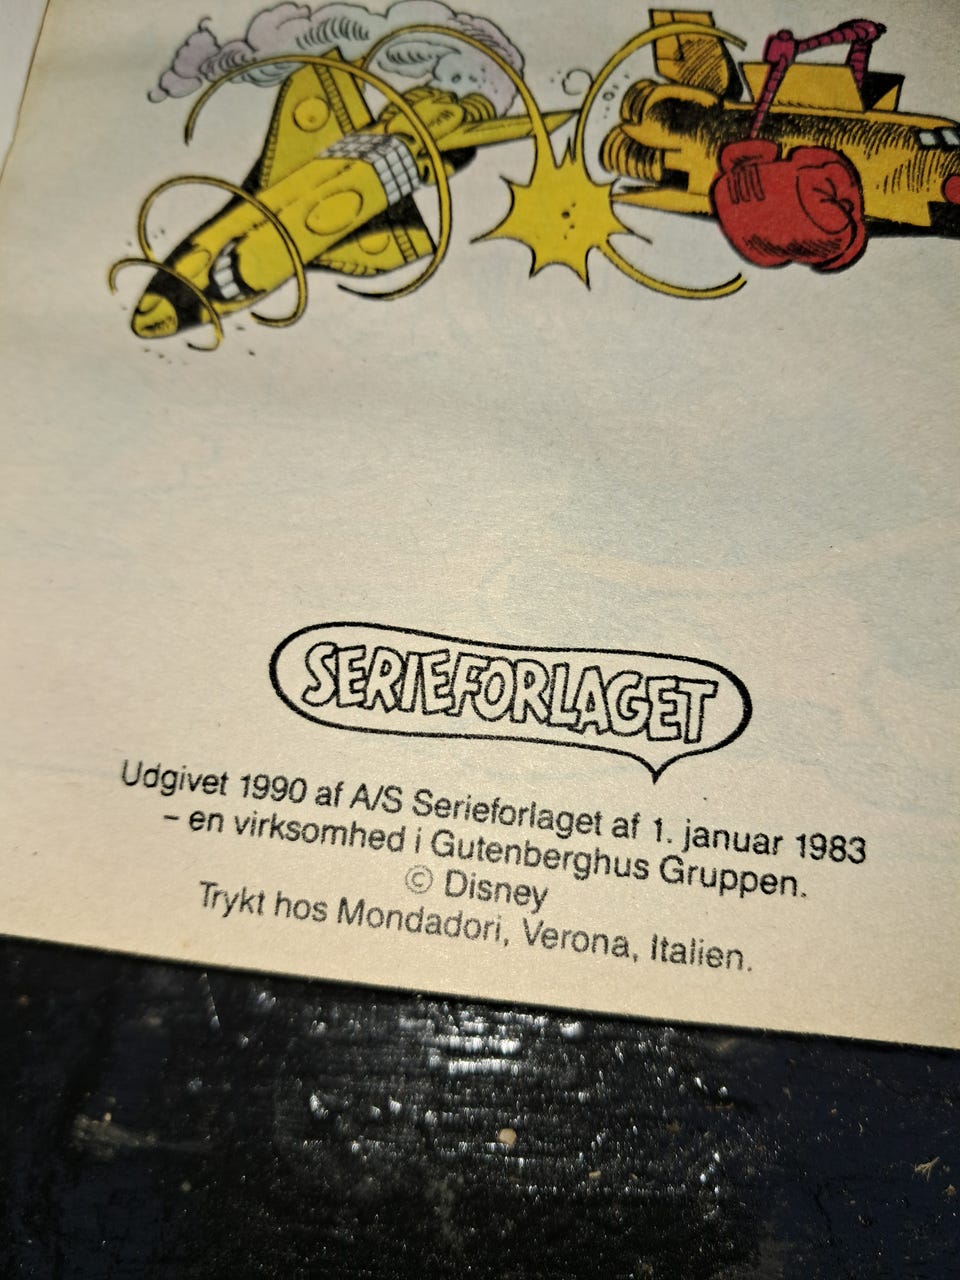 SERIEFORLAGET
Udgivet 1990 af A/S Serieforlaget af 1. januar 1983
– en virksomhed i Gutenberghus Gruppen.
© Disney
Trykt hos Mondadori, Verona, Italien.